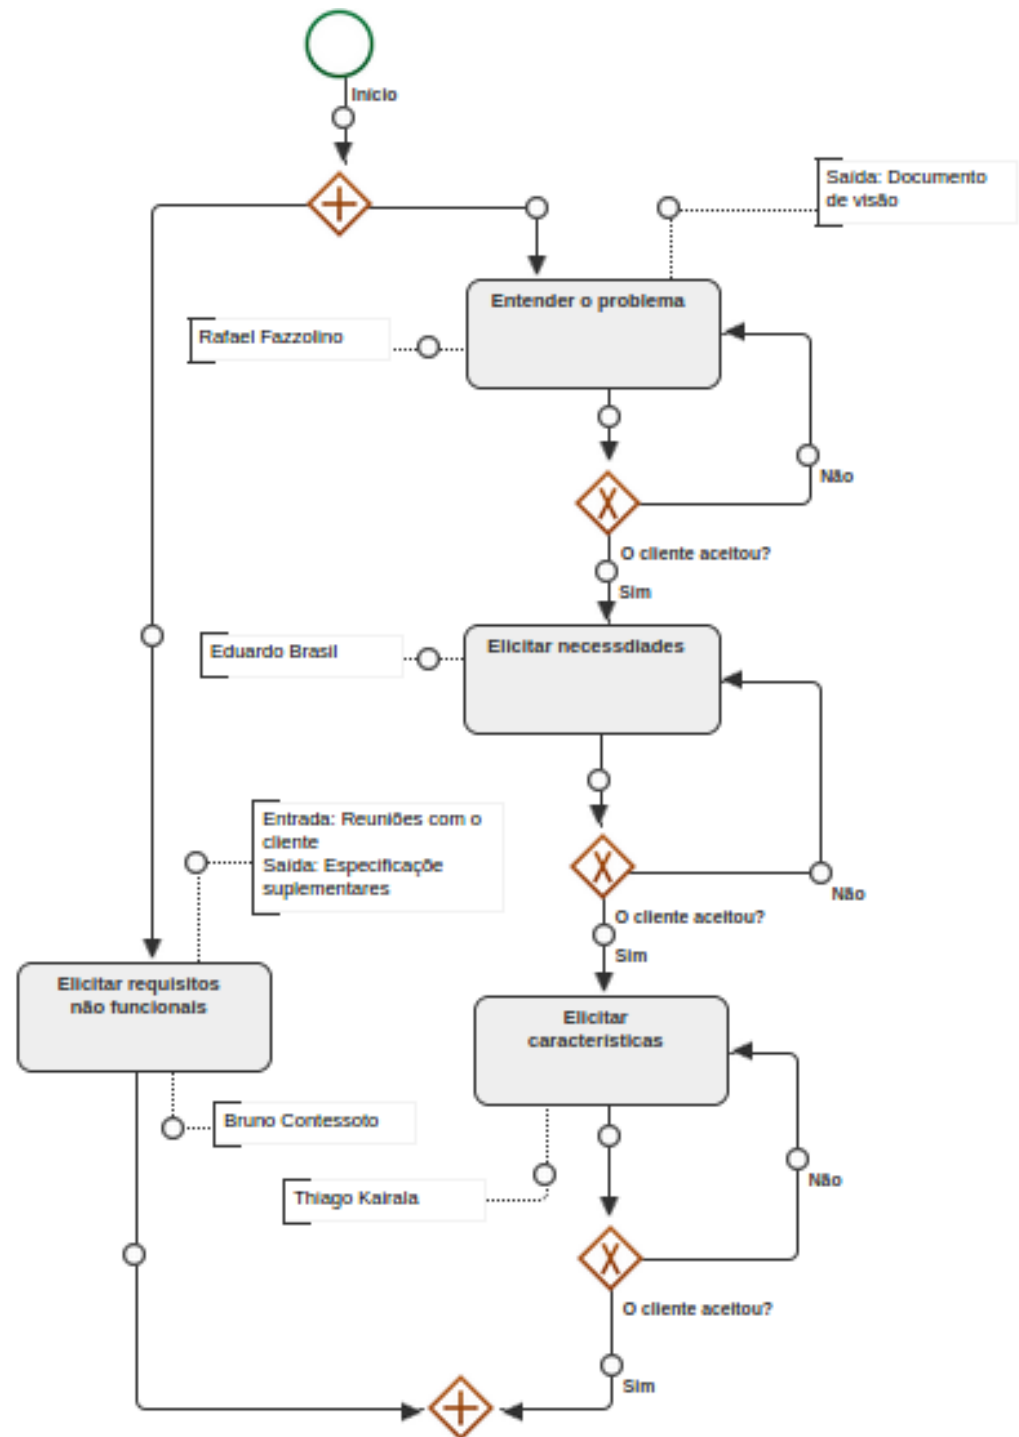 Início
Saída: Documento
de visão
Entender o problema
Rafael Fazzolino
Não
O cliente aceitou?
Sim
Eduardo Brasil
Elicitar necessdiades
Entrada: Reuniões com o
cliente
Saída: Especificaçõe
suplementares
Não
O cliente aceitou?
Sim
Elicitar requisitos
não funcionais
Elicitar
características
Bruno Contessoto
Thiago Kairala
Não
O cliente aceitou?
Sim